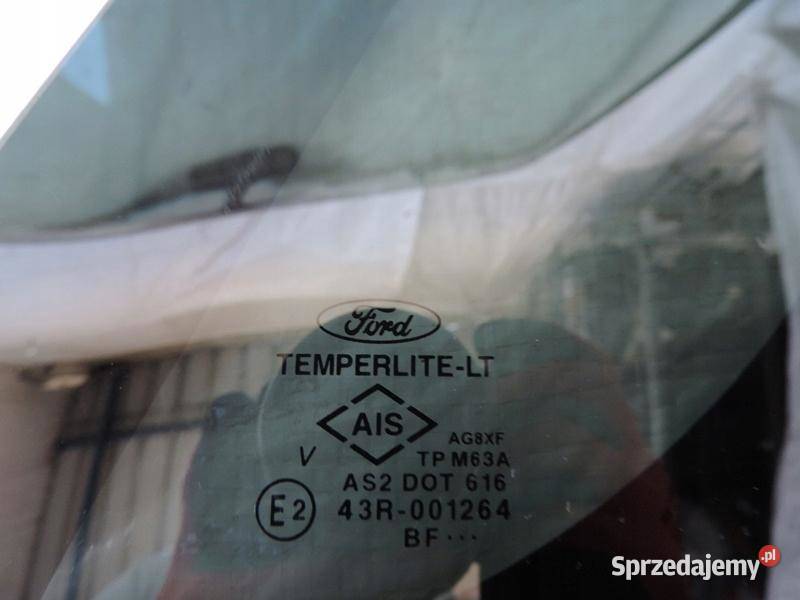 Ford
TEMPERLITE-LT
AIS
AG8XF
V TP M63A
AS2 DOT 616
E2 43R-001264
BF ...
Sprzedajemy.pl